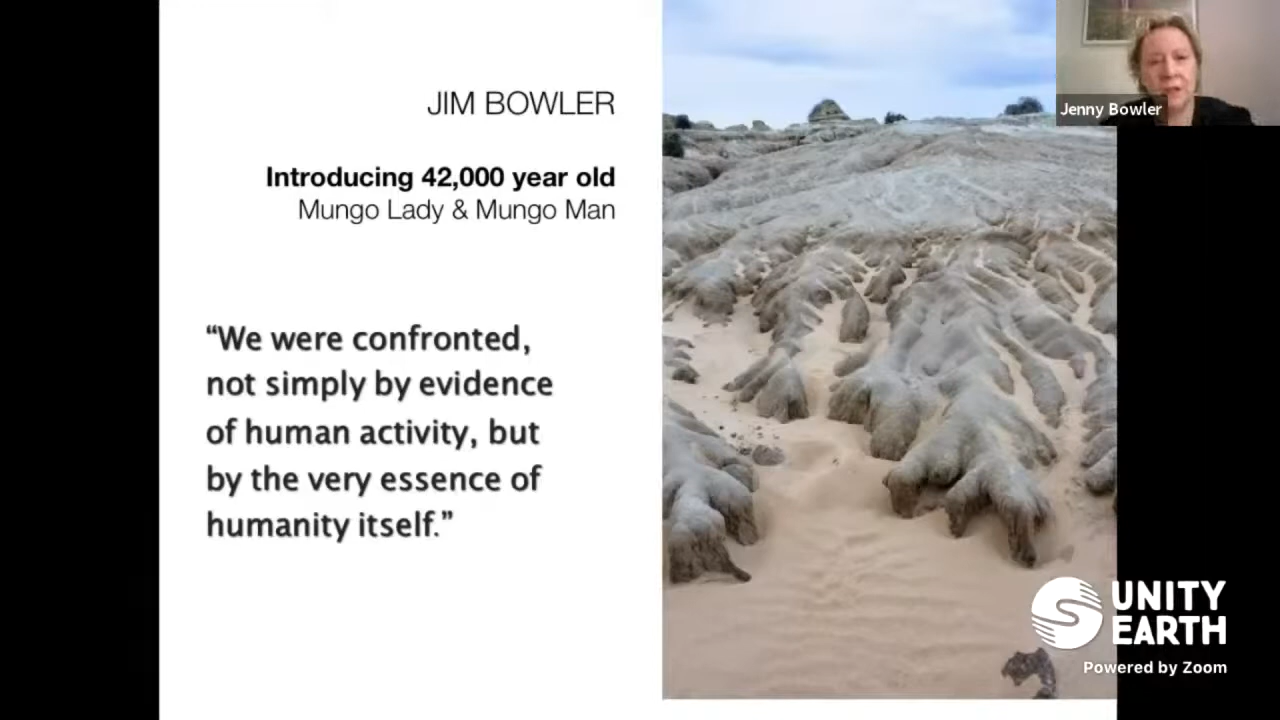 JIM BOWLER
Introducing 42,000 year old
Mungo Lady & Mungo Man
“We were confronted,
not simply by evidence
of human activity, but
by the very essence of
humanity itself.”
Jenny Bowler
UNITY
EARTH
Powered by Zoom